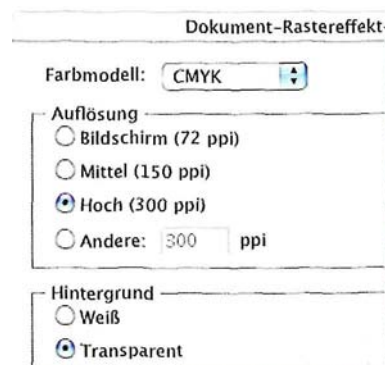 Dokument-Rastereffekt-
Farbmodell: CMYK
Auflösung
Bildschirm (72 ppi)
Mittel (150 ppi)
Hoch (300 ppi)
Andere: 300 ppi
Hintergrund
Weiß
Transparent